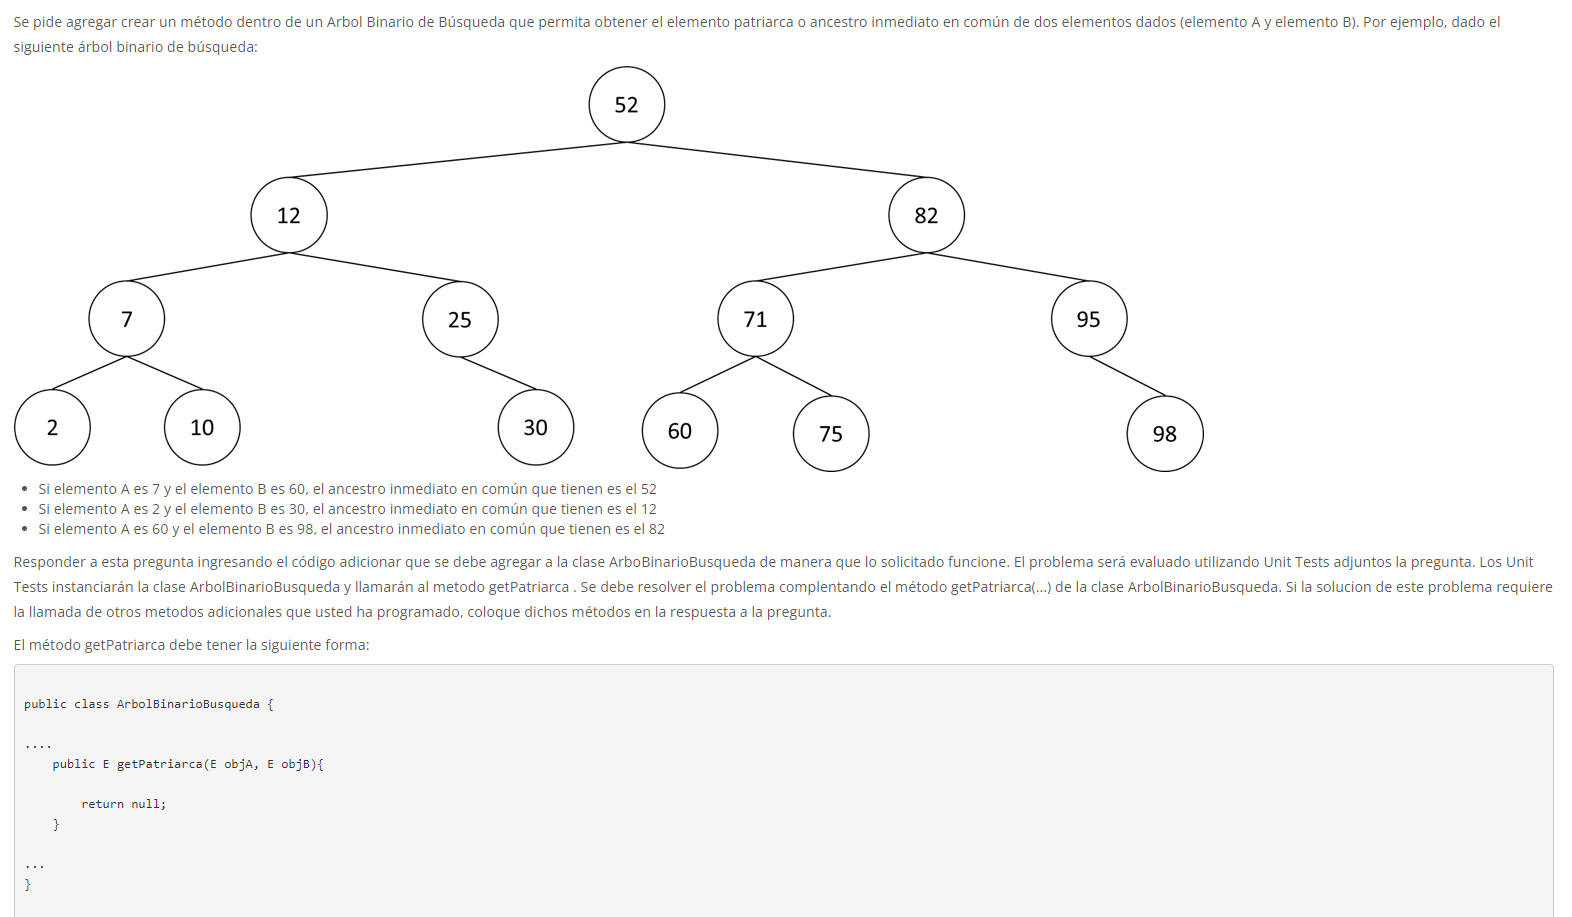 Se pide agregar crear un método dentro de un Arbol Binario de Búsqueda que permita obtener el elemento patriarca o ancestro inmediato en común de dos elementos dados (elemento A y elemento B). Por ejemplo, dado el
siguiente árbol binario de búsqueda:
52
12 82
7 25 71 95
2 10 30 60 75 98
• Si elemento A es 7 y el elemento B es 60, el ancestro inmediato en común que tienen es el 52
• Si elemento A es 2 y el elemento B es 30, el ancestro inmediato en común que tienen es el 12
• Si elemento A es 60 y el elemento B es 98, el ancestro inmediato en común que tienen es el 82
Responder a esta pregunta ingresando el código adicionar que se debe agregar a la clase ArboBinarioBusqueda de manera que lo solicitado funcione. El problema será evaluado utilizando Unit Tests adjuntos la pregunta. Los Unit
Tests instanciarán la clase ArbolBinarioBusqueda y llamarán al metodo getPatriarca . Se debe resolver el problema complentando el método getPatriarca(...) de la clase ArbolBinarioBusqueda. Si la solucion de este problema requiere
la llamada de otros metodos adicionales que usted ha programado, coloque dichos métodos en la respuesta a la pregunta.
El método getPatriarca debe tener la siguiente forma:
public class ArbolBinarioBusqueda {
....
public E getPatriarca(E objA, E objB){
return null;
}
...
}